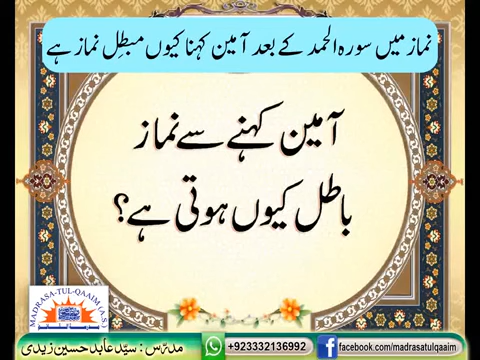 نماز میں سورہ الحمد کے بعد آمین کہنا کیوں مبطلِ نماز ہے
آمین کہنے سے نماز
باطل کیوں ہوتی ہے؟
MADRASA-TUL-QAAIM(A.S)
مدرس : سید عابد حسین زیدی
+923332136992
facebook.com/madrasatulqaaim